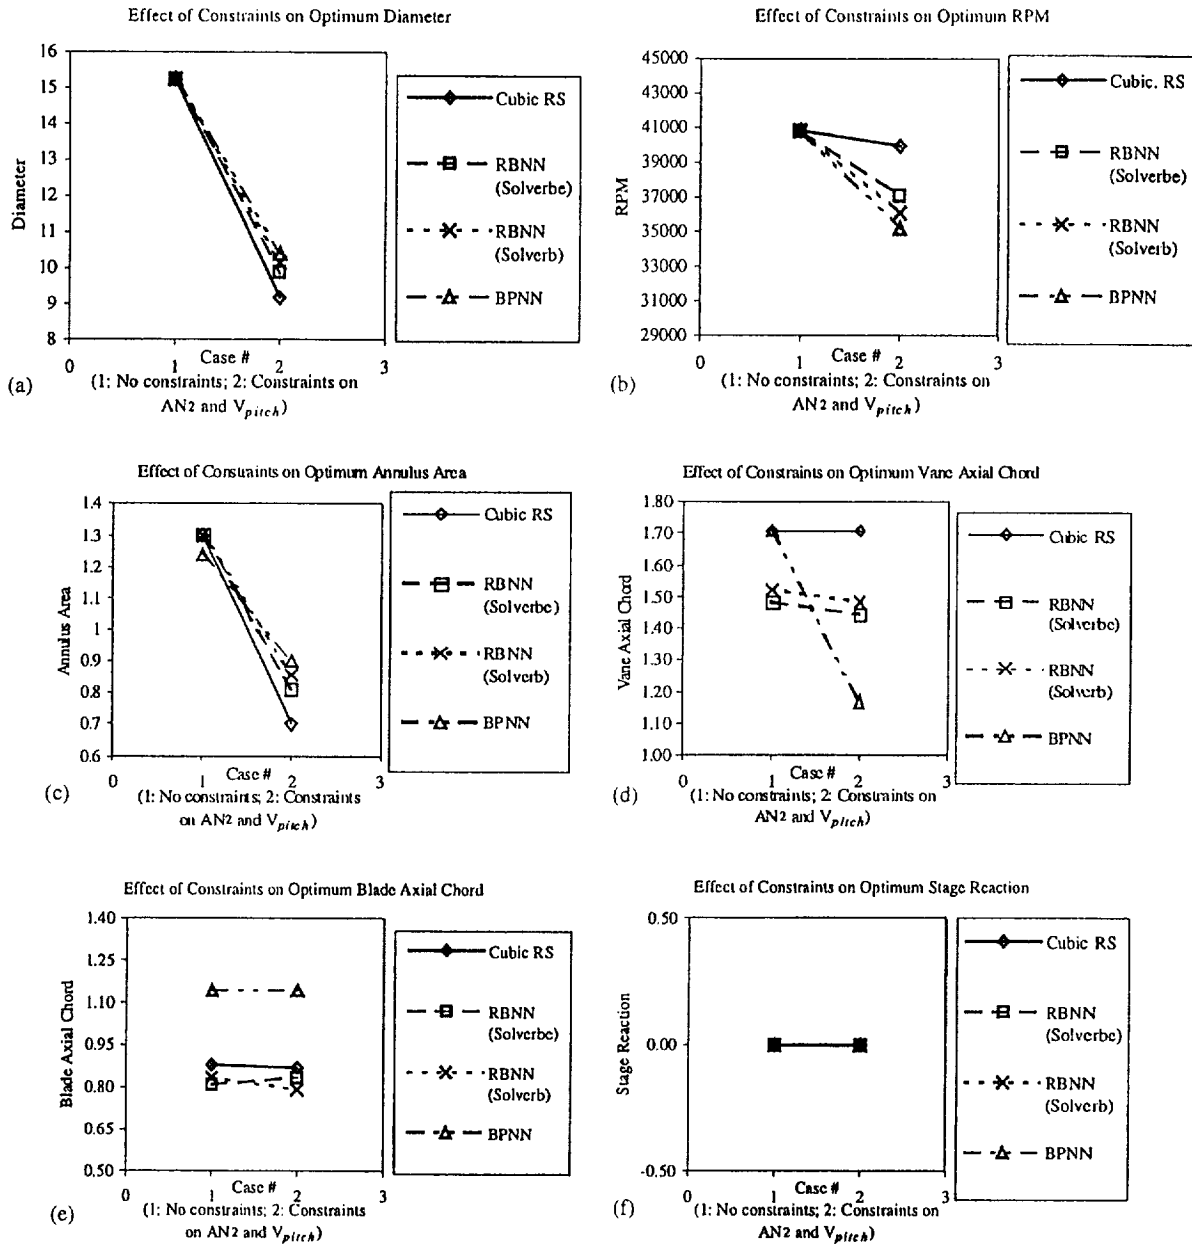 Effect of Constraints on Optimum Diameter
16
15
14
13
12
11
10
9
8
Diameter
0
1
2
3
Case #
(a)
(1: No constraints; 2: Constraints on
AN2 and Vpitch)
Cubic RS
RBNN
(Solverbe)
RBNN
(Solverb)
BPNN
Effect of Constraints on Optimum RPM
45000
43000
41000
39000
37000
35000
33000
31000
29000
RPM
0
1
2
3
Case #
(b)
(1: No constraints; 2: Constraints on
AN2 and Vpitch)
Cubic. RS
RBNN
(Solverbe)
RBNN
(Solverb)
BPNN
Effect of Constraints on Optimum Annulus Area
1.4
1.3
1.2
1.1
1
0.9
0.8
0.7
0.6
Annulus Area
0
1
2
3
Case #
(c)
(1: No constraints; 2: Constraints
on AN2 and Vpitch)
Cubic RS
RBNN
(Solverbe)
RBNN
(Solverb)
BPNN
Effect of Constraints on Optimum Vane Axial Chord
1.80
1.70
1.60
1.50
1.40
1.30
1.20
1.10
1.00
Vane Axial Chord
0
1
2
3
Case #
(d)
(1: No constraints; 2: Constraints on
AN2 and Vpitch)
Cubic RS
RBNN
(Solverbe)
RBNN
(Solverb)
BPNN
Effect of Constraints on Optimum Blade Axial Chord
1.40
1.25
1.10
0.95
0.80
0.65
0.50
Blade Axial Chord
0
1
2
3
Case #
(e)
(1: No constraints; 2: Constraints
on AN2 and Vpitch)
Cubic RS
RBNN
(Solverbe)
RBNN
(Solverb)
BPNN
Effect of Constraints on Optimum Stage Reaction
0.50
0.00
-0.50
Stage Reaction
0
1
2
3
Case #
(f)
(1: No constraints; 2: Constraints on
AN2 and Vpitch)
Cubic RS
RBNN
(Solverbe)
RBNN
(Solverb)
BPNN